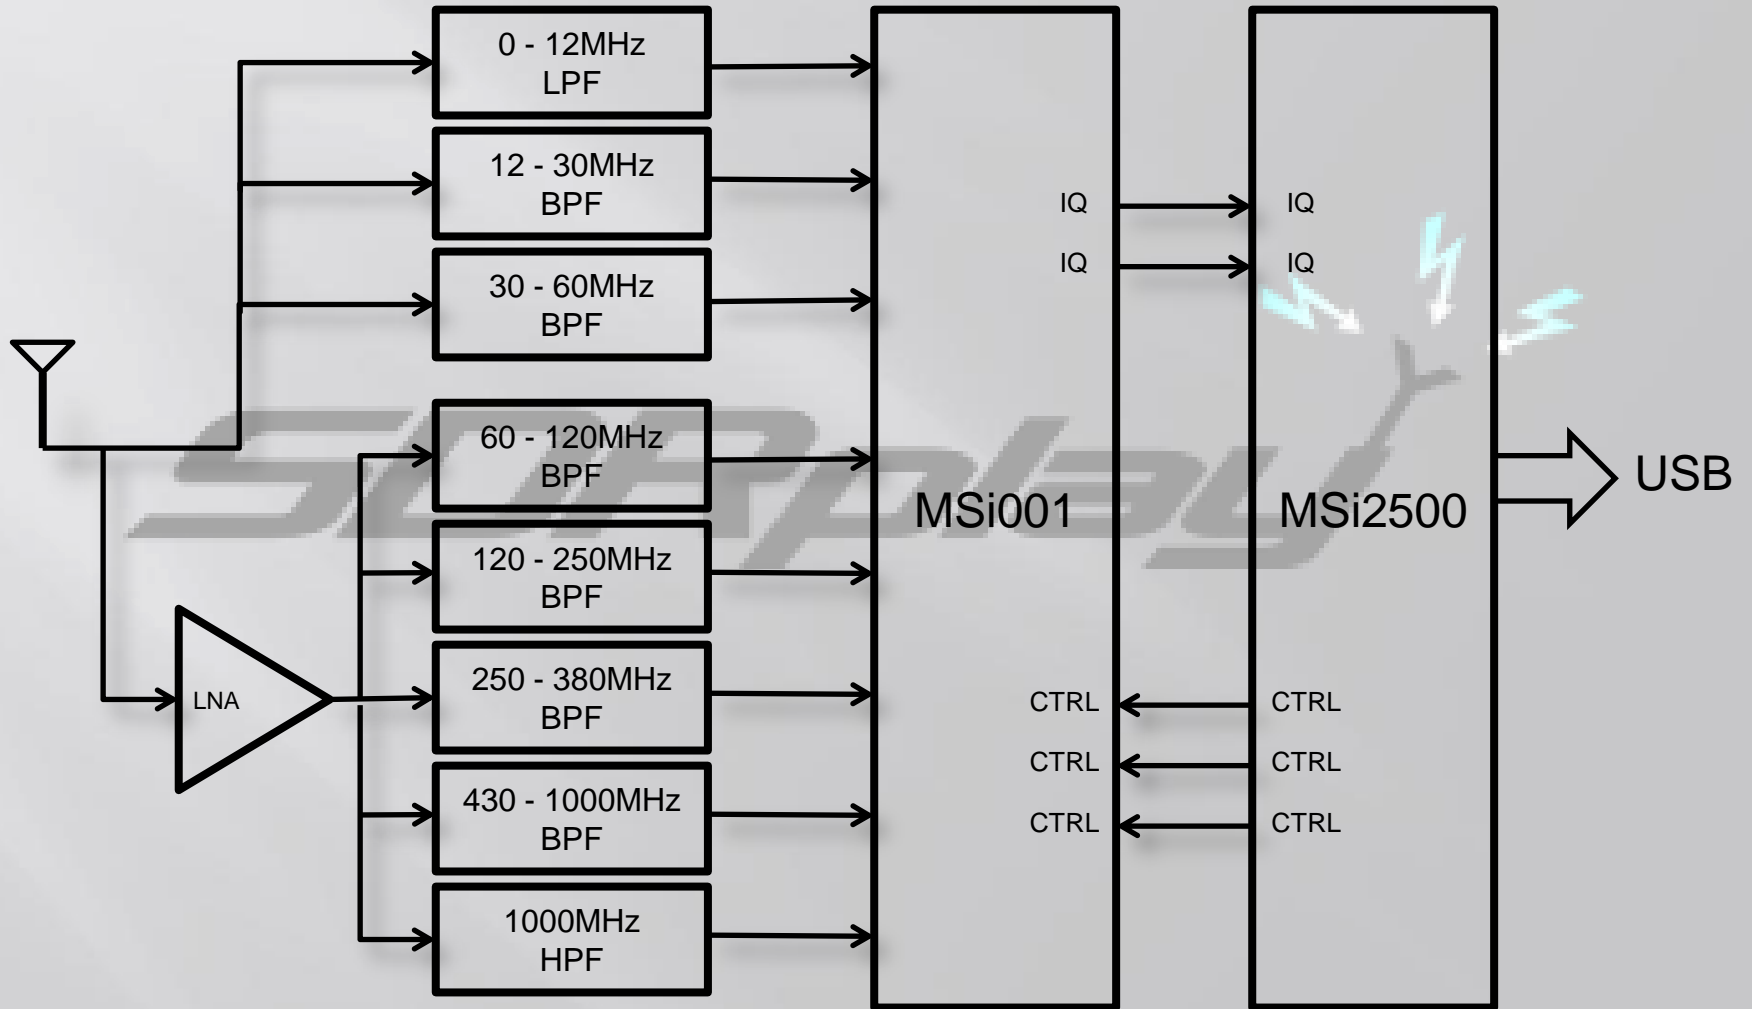 0 - 12MHz
LPF
12 - 30MHz
BPF
30 - 60MHz
BPF
60 - 120MHz
BPF
120 - 250MHz
BPF
250 - 380MHz
BPF
430 - 1000MHz
BPF
1000MHz
HPF
LNA
SDRplay
MSi001
IQ
IQ
CTRL
CTRL
CTRL
MSi2500
IQ
IQ
CTRL
CTRL
CTRL
USB